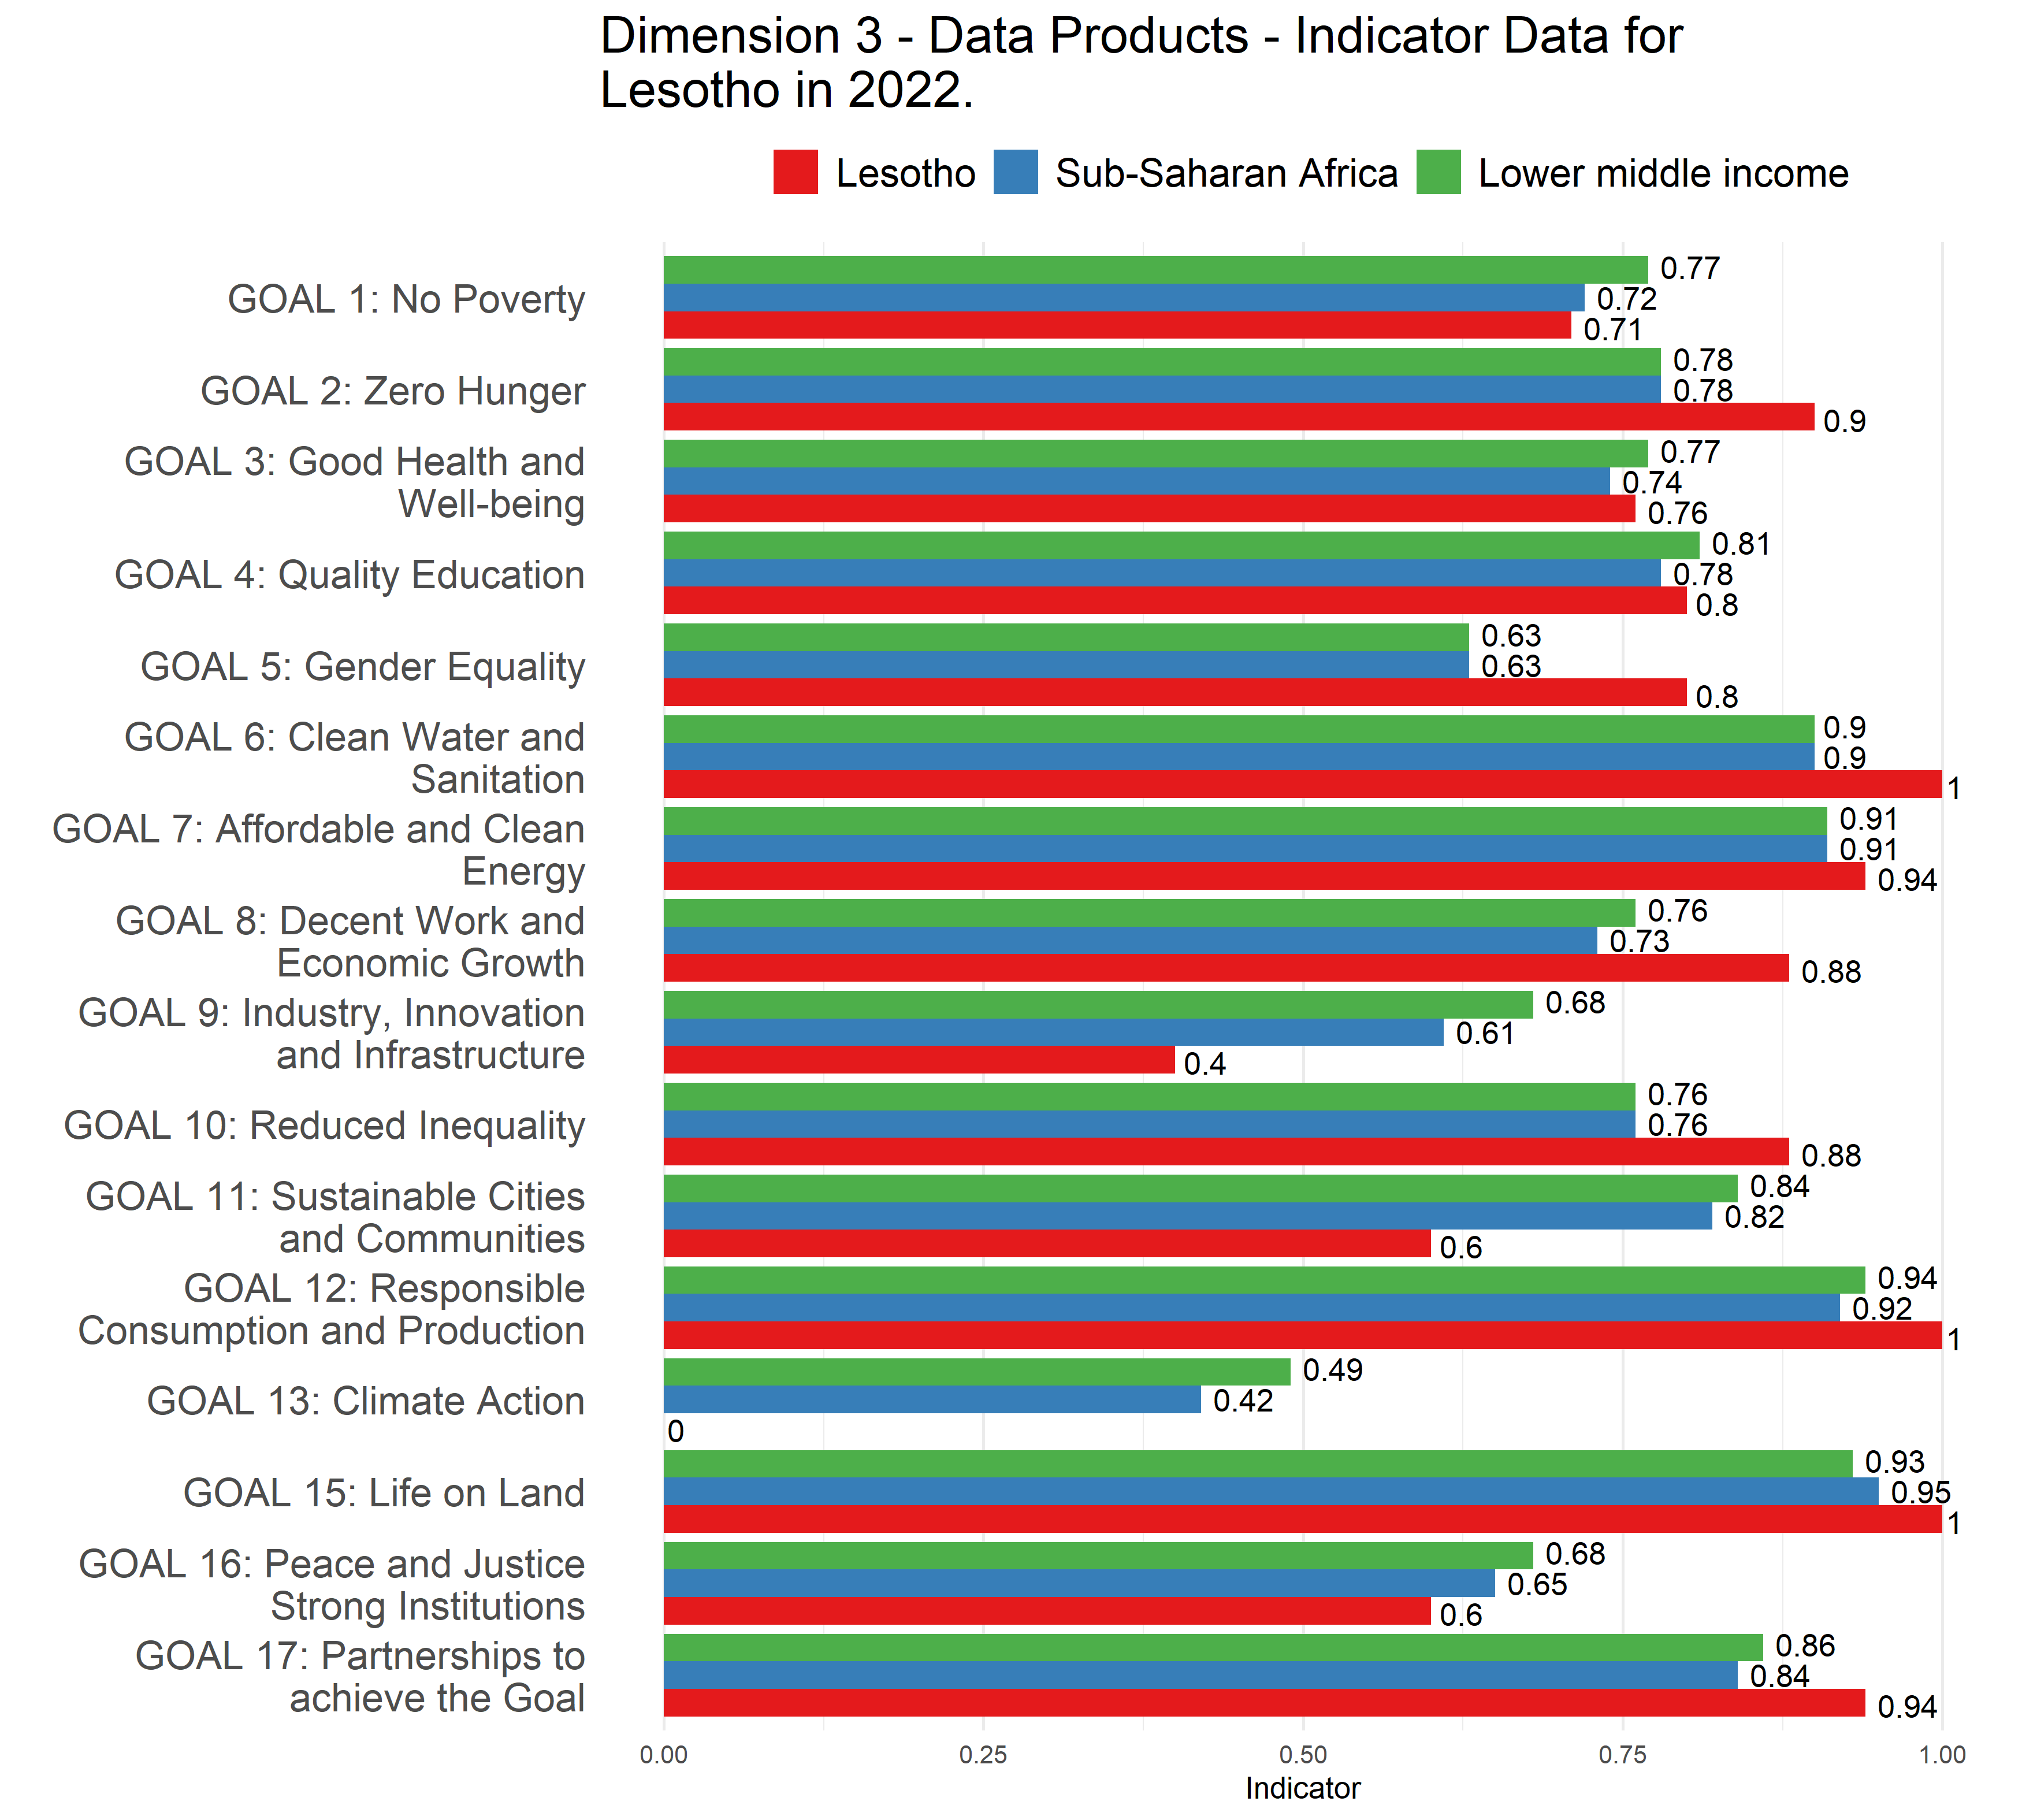 Dimension 3 - Data Products - Indicator Data for
Lesotho in 2022.
Lesotho
Sub-Saharan Africa
Lower middle income
GOAL 1: No Poverty
0.77
0.72
0.71
GOAL 2: Zero Hunger
0.78
0.78
0.9
GOAL 3: Good Health and
Well-being
0.77
0.74
0.76
GOAL 4: Quality Education
0.81
0.78
0.8
GOAL 5: Gender Equality
0.63
0.63
0.8
GOAL 6: Clean Water and
Sanitation
0.9
0.9
1
GOAL 7: Affordable and Clean
Energy
0.91
0.91
0.94
GOAL 8: Decent Work and
Economic Growth
0.76
0.73
0.88
GOAL 9: Industry, Innovation
and Infrastructure
0.68
0.61
0.4
GOAL 10: Reduced Inequality
0.76
0.76
0.88
GOAL 11: Sustainable Cities
and Communities
0.84
0.82
0.6
GOAL 12: Responsible
Consumption and Production
0.94
0.92
1
GOAL 13: Climate Action
0.49
0.42
0
GOAL 15: Life on Land
0.93
0.95
1
GOAL 16: Peace and Justice
Strong Institutions
0.68
0.65
0.6
GOAL 17: Partnerships to
achieve the Goal
0.86
0.84
0.94
0.00
0.25
0.50
0.75
1.00
Indicator